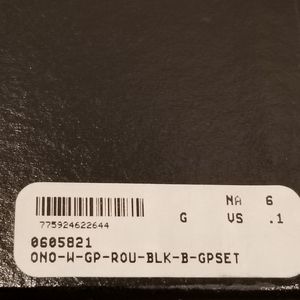 NA 6
775924622644 G VS .1
0605821
ONO-W-GP-ROU-BLK-B-GPSET